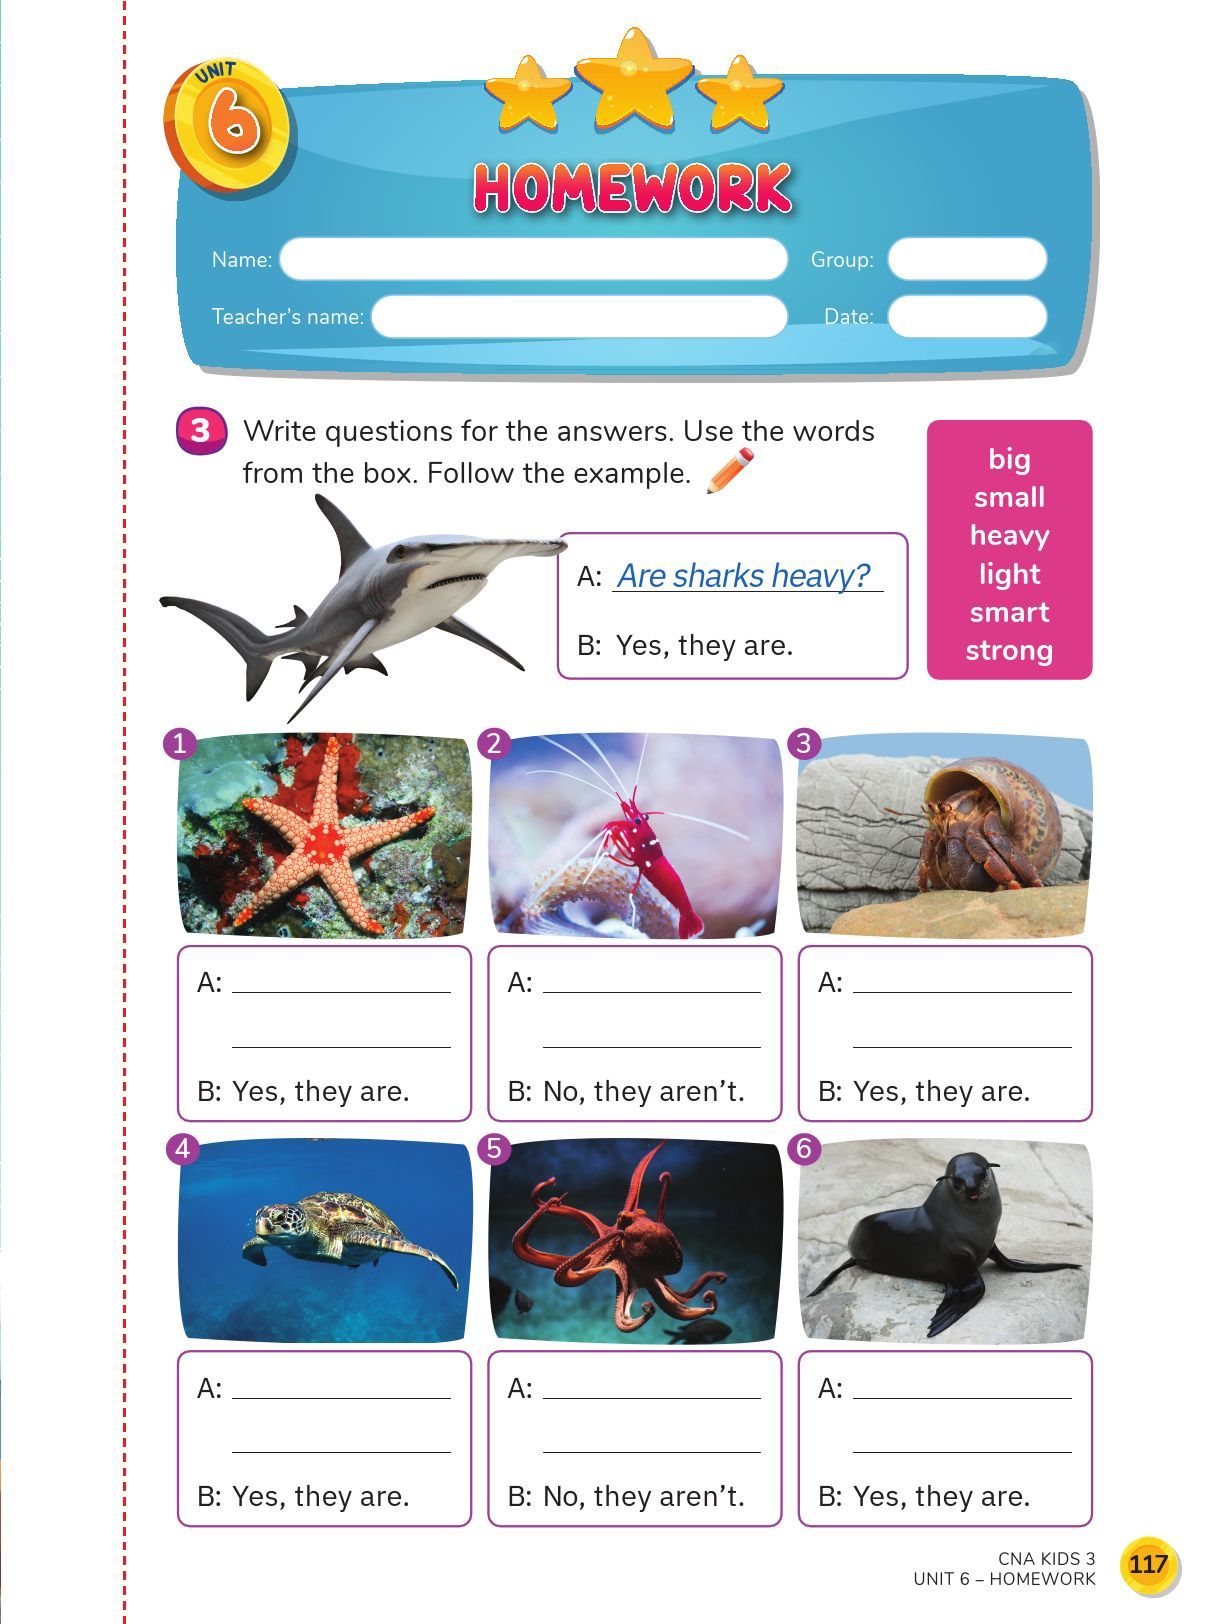 UNIT
6
HOMEWORK
Name:
Group:
Teacher's name:
Date:
3
Write questions for the answers. Use the words
from the box. Follow the example.
big
small
heavy
light
smart
strong
A: Are sharks heavy?
B: Yes, they are.
1
2
3
A:
A:
A:
B: Yes, they are.
B: No, they aren't.
B: Yes, they are.
4
5
6
A:
A:
A:
B: Yes, they are.
B: No, they aren't.
B: Yes, they are.
CNA KIDS 3
UNIT 6 – HOMEWORK
117